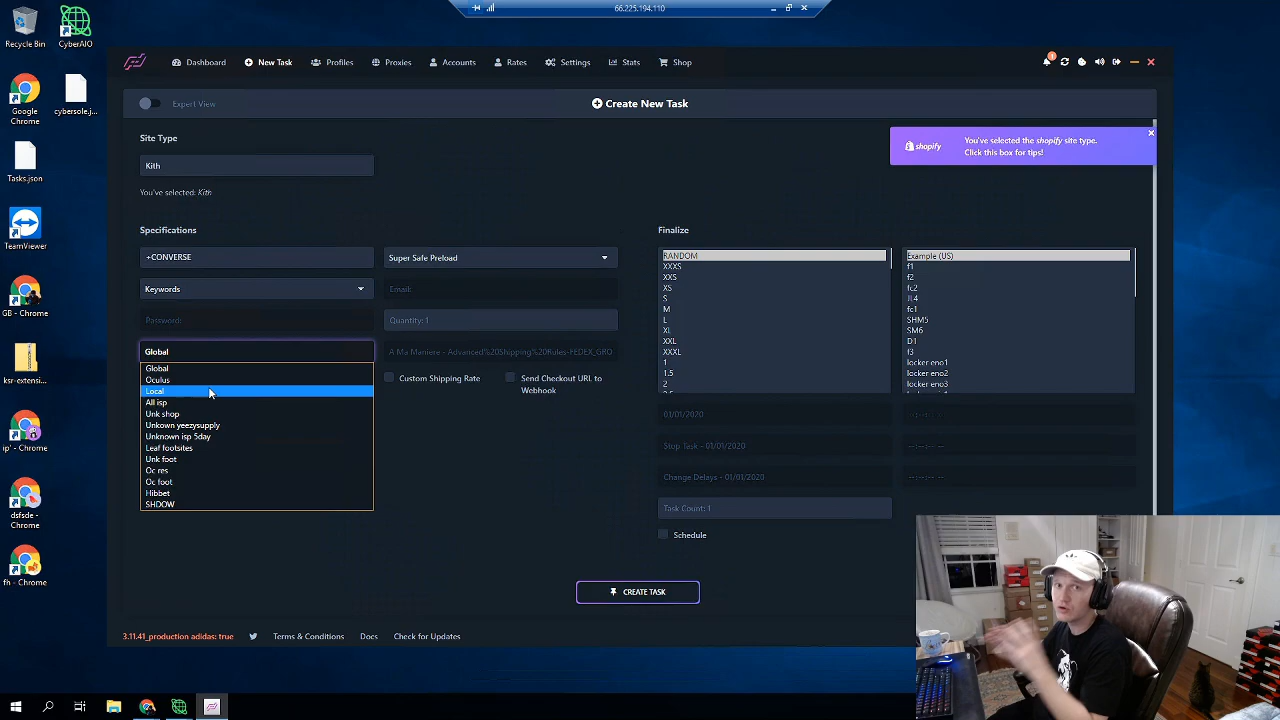 66.225.194.110
Recycle Bin
CyberAIO
Google Chrome
cybersole.j...
Tasks.json
TeamViewer
GB - Chrome
ksr-extensi...
ip' - Chrome
dsfsde - Chrome
fh - Chrome
Dashboard
New Task
Profiles
Proxies
Accounts
Rates
Settings
Stats
Shop
Expert View
Create New Task
Site Type
Kith
You've selected: Kith
shopify
You've selected the shopify site type.
Click this box for tips!
Specifications
+CONVERSE
Super Safe Preload
Keywords
Email:
Password:
Quantity: 1
Global
A Ma Maniere - Advanced%20Shipping%20Rules-FEDEX_GRO
Global
Oculus
Local
All isp
Unk shop
Unkown yeezysupply
Unknown isp 5day
Leaf footsites
Unk foot
Oc res
Oc foot
Hibbet
SHDOW
Custom Shipping Rate
Send Checkout URL to
Webhook
Finalize
RANDOM
XXXS
XXS
XS
S
M
L
XL
XXL
XXXL
1
1.5
2
Example (US)
f1
f2
fc2
JL4
fc1
SHM5
SM6
D1
f3
locker eno1
locker eno2
locker eno3
01/01/2020
--:-- --
Stop Task - 01/01/2020
--:-- --
Change Delays - 01/01/2020
--:-- --
Task Count: 1
Schedule
CREATE TASK
3.11.41_production adidas: true
Terms & Conditions
Docs
Check for Updates